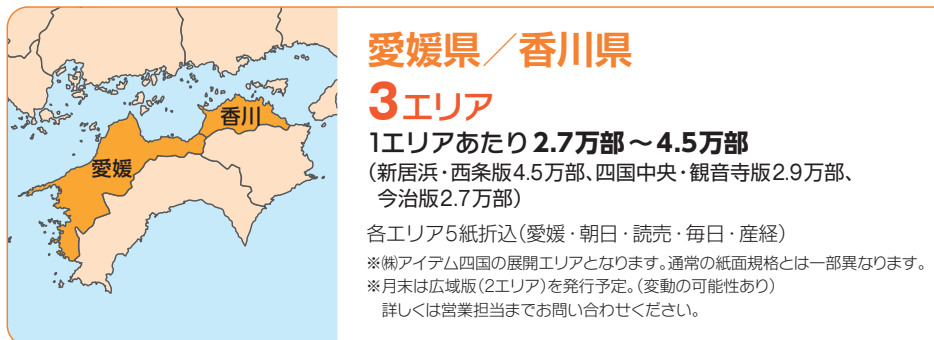 愛媛県／香川県
3エリア
1エリアあたり2.7万部～4.5万部
（新居浜・西条版4.5万部、四国中央・観音寺版2.9万部、
今治版2.7万部）
各エリア5紙折込（愛媛・朝日・読売・毎日・産経）
※㈱アイデム四国の展開エリアとなります。通常の紙面規格とは一部異なります。
※月末は広域版（2エリア）を発行予定。（変動の可能性あり）
詳しくは営業担当までお問い合わせください。
香川
愛媛